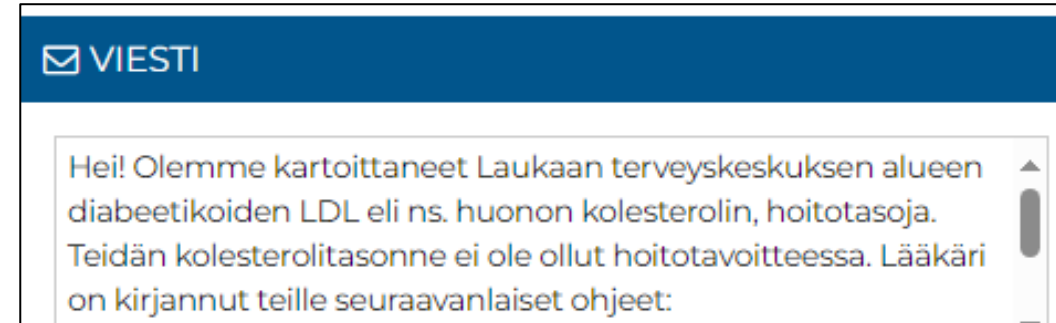 VIESTI
Hei! Olemme kartoittaneet Laukaan terveyskeskuksen alueen
diabeetikoiden LDL eli ns. huonon kolesterolin, hoitotasoja.
Teidän kolesterolitasonne ei ole ollut hoitotavoitteessa. Lääkäri
on kirjannut teille seuraavanlaiset ohjeet: